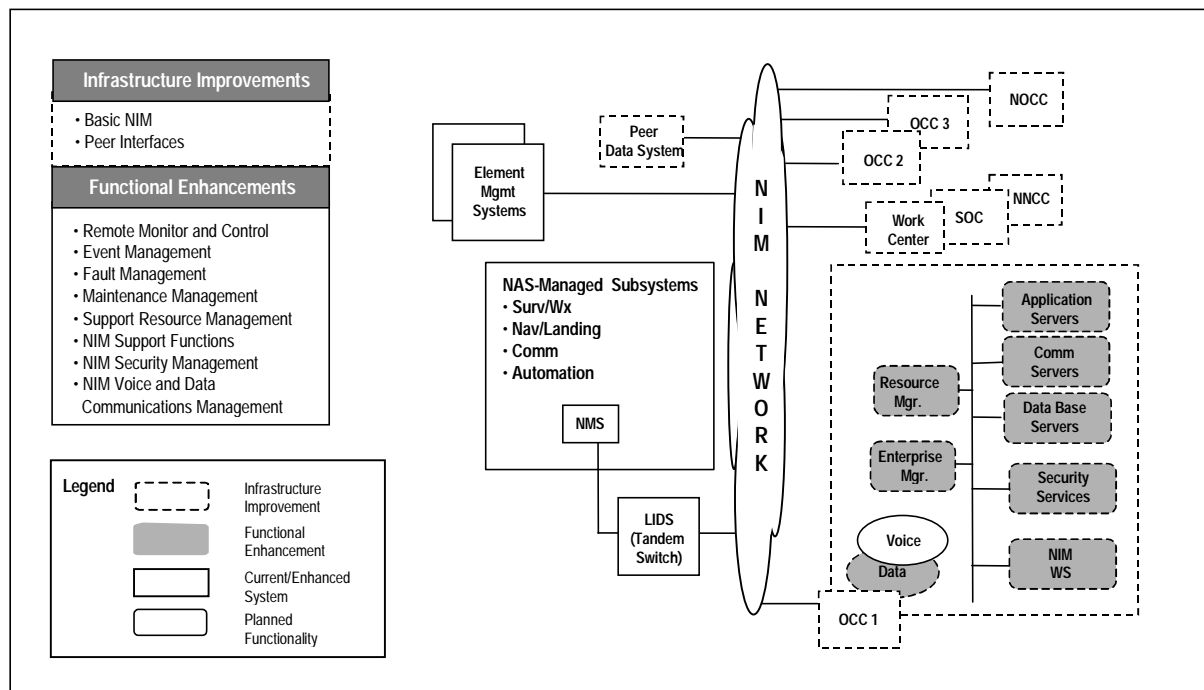 Infrastructure Improvements
• Basic NIM
• Peer Interfaces
Functional Enhancements
• Remote Monitor and Control
• Event Management
• Fault Management
• Maintenance Management
• Support Resource Management
• NIM Support Functions
• NIM Security Management
• NIM Voice and Data
Communications Management
Legend
Infrastructure
Improvement
Functional
Enhancement
Current/Enhanced
System
Planned
Functionality
Element
Mgmt
Systems
Peer
Data System
NAS-Managed Subsystems
• Surv/Wx
• Nav/Landing
• Comm
• Automation
NMS
LIDS
(Tandem
Switch)
NIM NETWORK
NOCC
OCC 3
OCC 2
NNCC
SOC
Work
Center
Application
Servers
Comm
Servers
Resource
Mgr.
Data Base
Servers
Enterprise
Mgr.
Security
Services
Voice
Data
NIM
WS
OCC 1